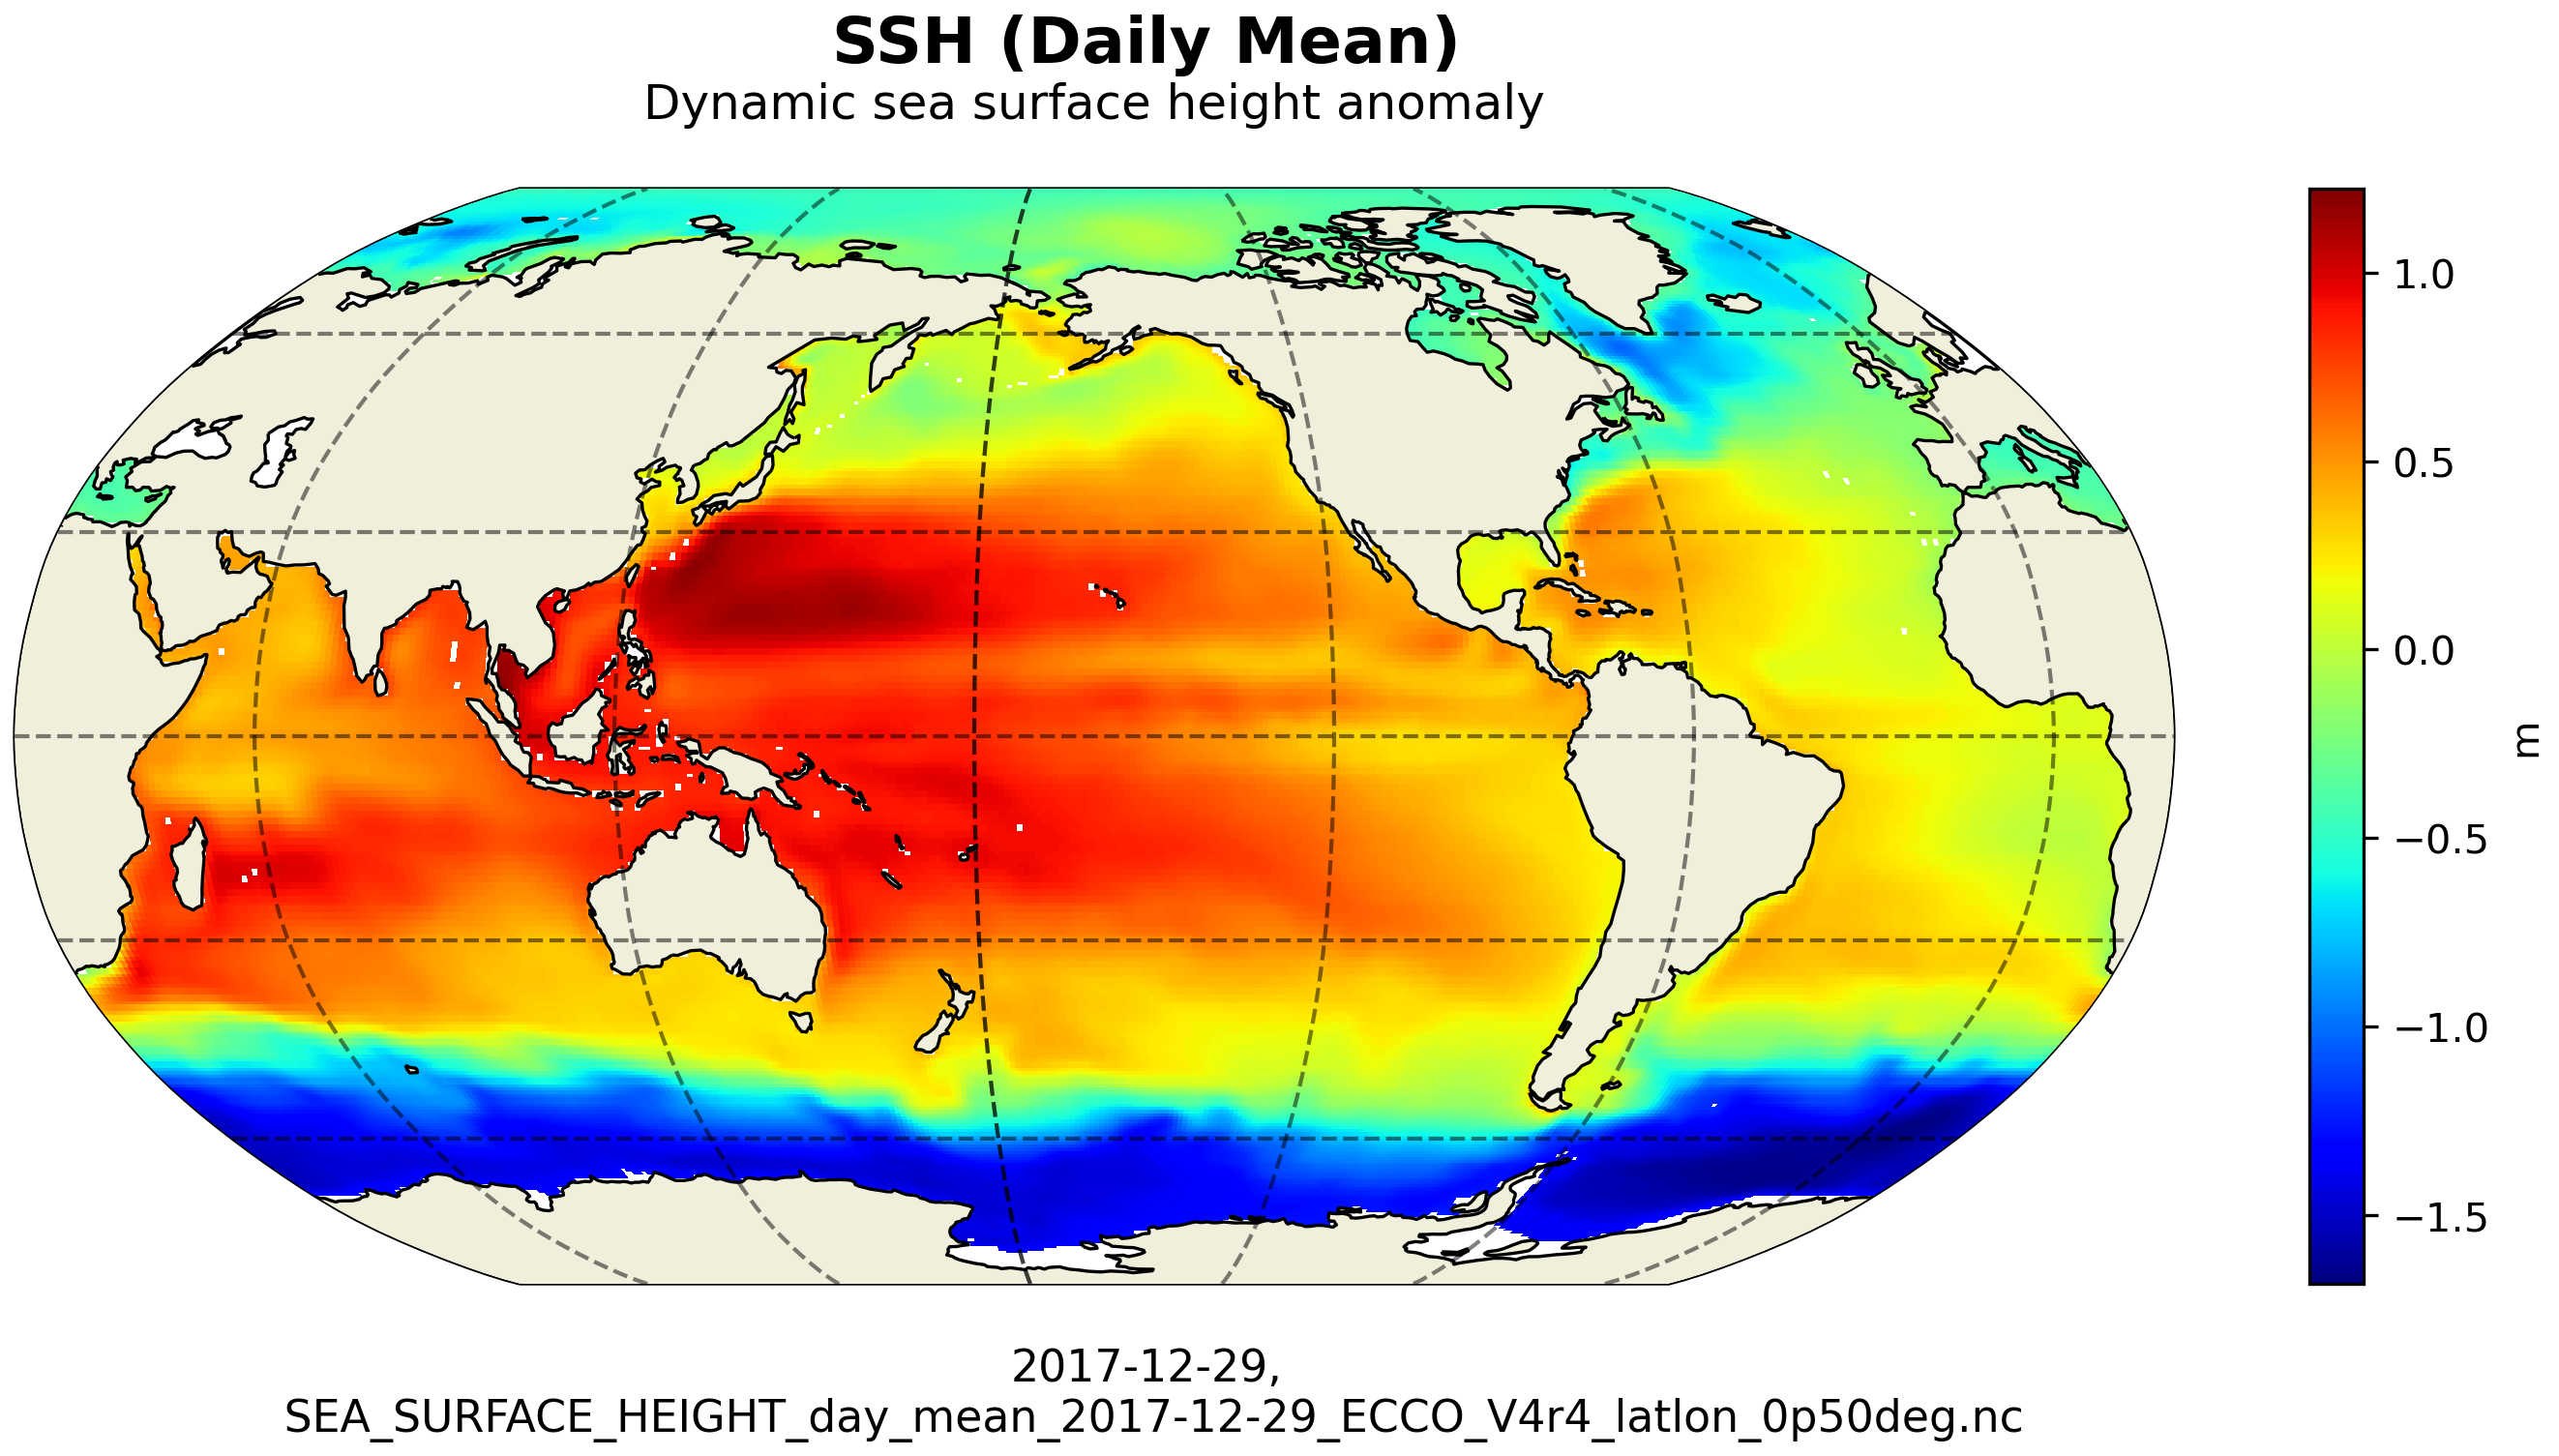 SSH (Daily Mean)
Dynamic sea surface height anomaly
1.0
0.5
0.0
−0.5
−1.0
−1.5
m
2017-12-29,
SEA_SURFACE_HEIGHT_day_mean_2017-12-29_ECCO_V4r4_latlon_0p50deg.nc